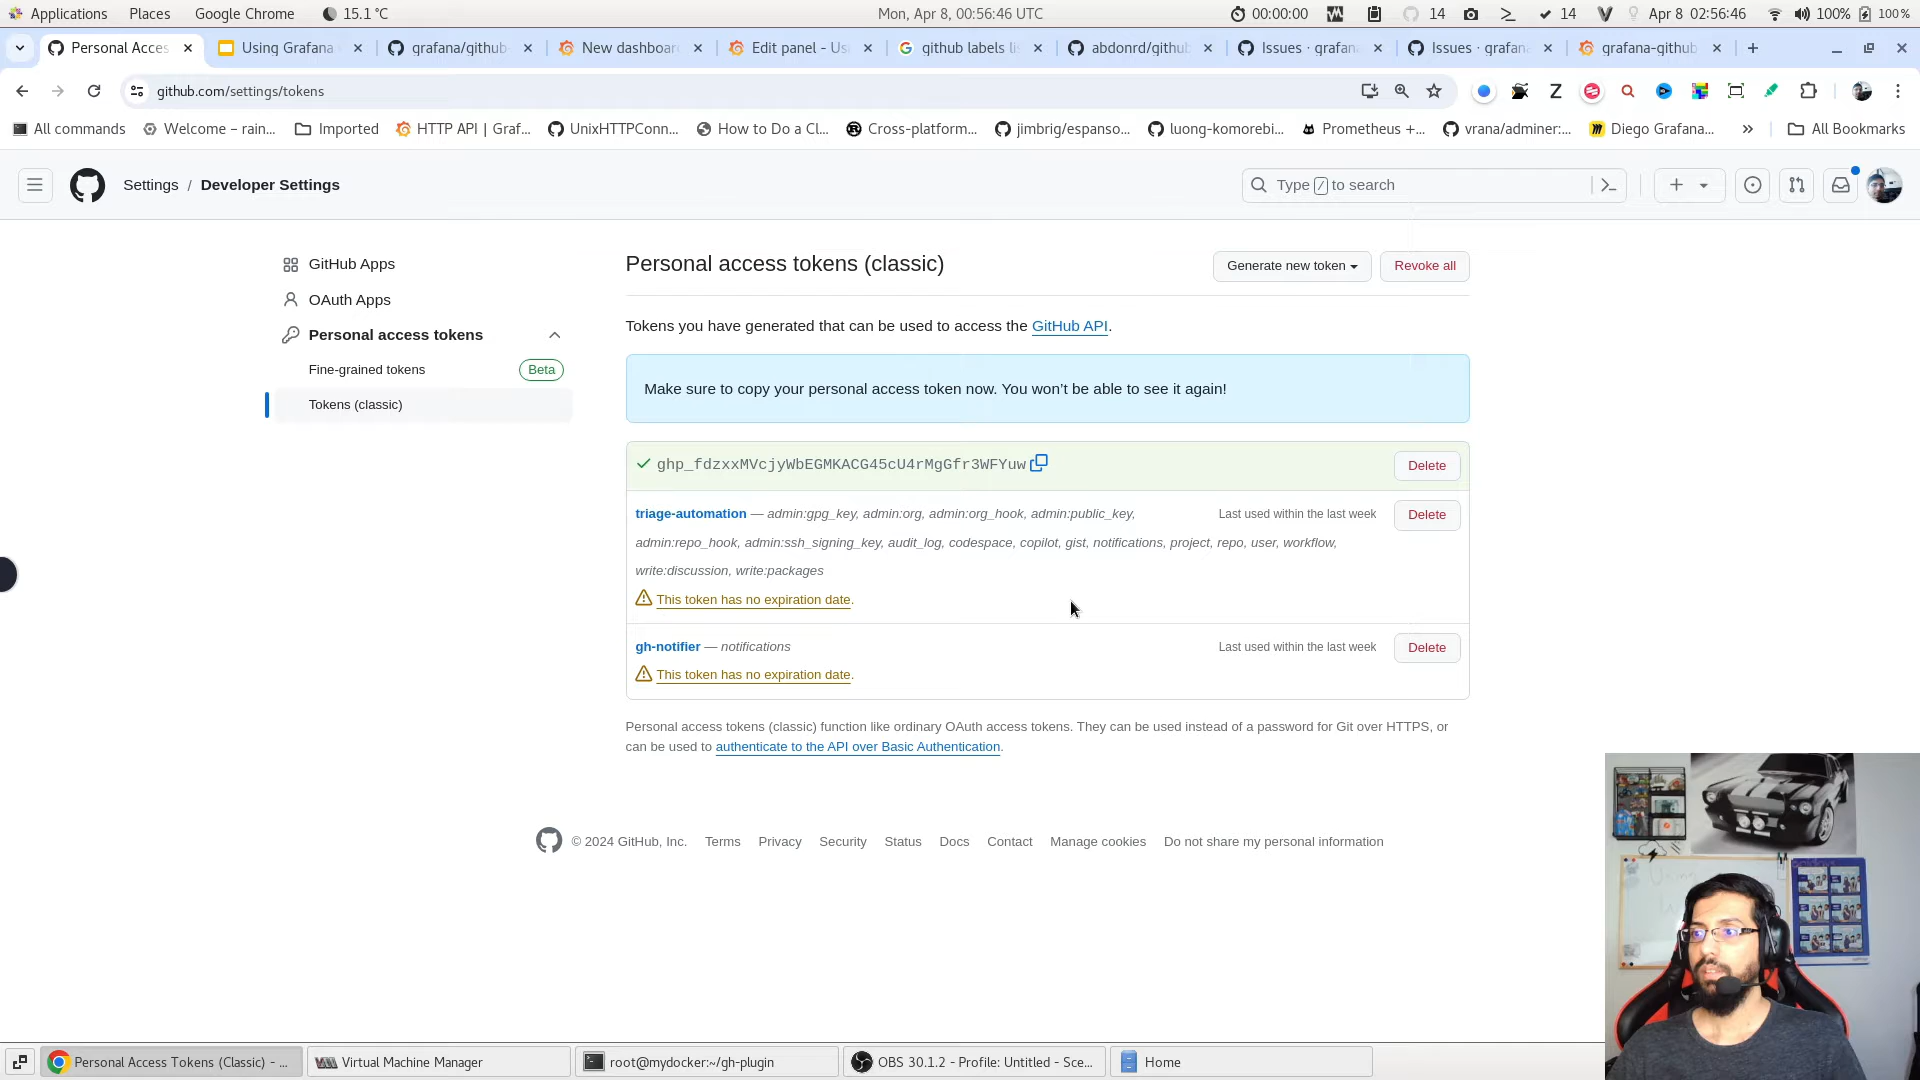 Applications Places Google Chrome 15.1 °C Mon, Apr 8, 00:56:46 UTC 00:00:00 14 14 Apr 8 02:56:46 100% 100%
Personal Acces Using Grafana grafana/github- New dashboar Edit panel - Us github labels li abdonrd/github Issues · grafan Issues · grafan grafana-github
github.com/settings/tokens
All commands Welcome – rain... Imported HTTP API | Graf... UnixHTTPConn... How to Do a Cl... Cross-platform... jimbrig/espanso... luong-komorebi... Prometheus +... vrana/adminer:... Diego Grafana... » All Bookmarks
Settings / Developer Settings Type / to search
GitHub Apps
OAuth Apps
Personal access tokens
Fine-grained tokens Beta
Tokens (classic)
Personal access tokens (classic) Generate new token Revoke all
Tokens you have generated that can be used to access the GitHub API.
Make sure to copy your personal access token now. You won’t be able to see it again!
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 Delete
triage-automation — admin:gpg_key, admin:org, admin:org_hook, admin:public_key, Last used within the last week Delete
admin:repo_hook, admin:ssh_signing_key, audit_log, codespace, copilot, gist, notifications, project, repo, user, workflow,
write:discussion, write:packages
This token has no expiration date.
gh-notifier — notifications Last used within the last week Delete
This token has no expiration date.
Personal access tokens (classic) function like ordinary OAuth access tokens. They can be used instead of a password for Git over HTTPS, or
can be used to authenticate to the API over Basic Authentication.
© 2024 GitHub, Inc. Terms Privacy Security Status Docs Contact Manage cookies Do not share my personal information
Personal Access Tokens (Classic) - ... Virtual Machine Manager root@mydocker:~/gh-plugin OBS 30.1.2 - Profile: Untitled - Sce... Home